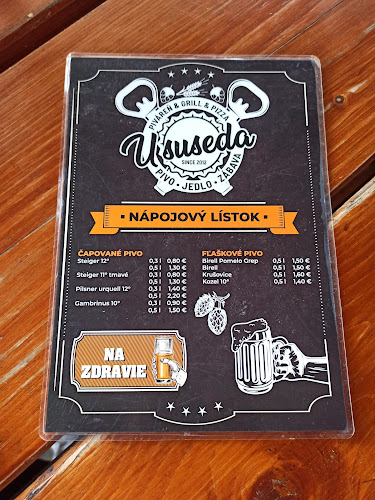 PIVÁREN & GRILL & PIZZA
U suseda
SINCE 2012
PIVO • JEDLO • ZÁBAVA
• NÁPOJOVÝ LÍSTOK •
ČAPOVANÉ PIVO
Steiger 12° 0,3 l 0,80 €
0,5 l 1,30 €
Steiger 11° tmavé 0,3 l 0,80 €
0,5 l 1,30 €
Pilsner urquell 12° 0,3 l 1,40 €
0,5 l 2,20 €
Gambrinus 10° 0,3 l 0,90 €
0,5 l 1,50 €
FĽAŠKOVÉ PIVO
Birell Pomelo Grep 0,5 l 1,50 €
Birell 0,5 l 1,50 €
Krušovice 0,5 l 1,60 €
Kozel 10° 0,5 l 1,40 €
NA
ZDRAVIE